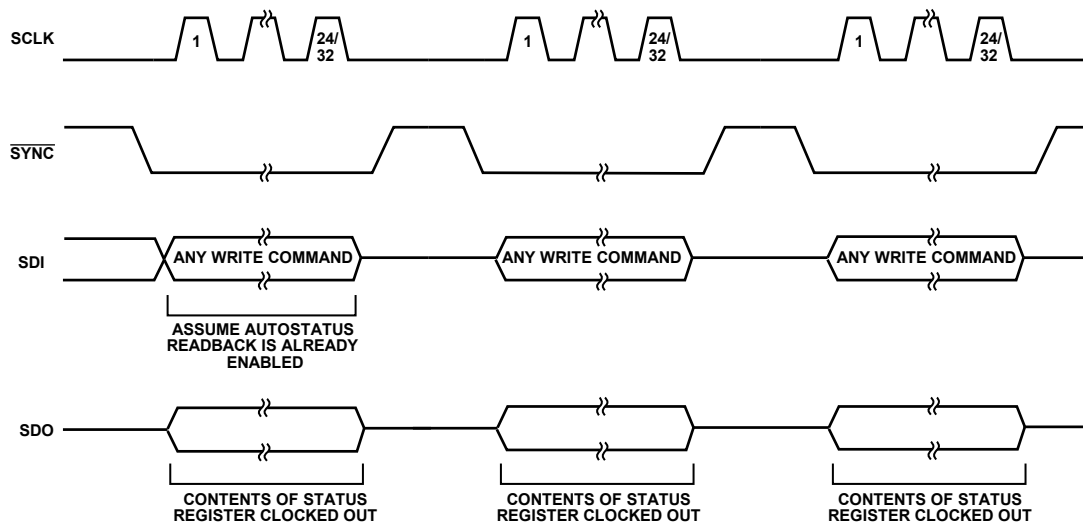 SCLK
1
24/
32
1
24/
32
1
24/
32
SYNC
SDI
ANY WRITE COMMAND
ANY WRITE COMMAND
ANY WRITE COMMAND
ASSUME AUTOSTATUS
READBACK IS ALREADY
ENABLED
SDO
CONTENTS OF STATUS
REGISTER CLOCKED OUT
CONTENTS OF STATUS
REGISTER CLOCKED OUT
CONTENTS OF STATUS
REGISTER CLOCKED OUT